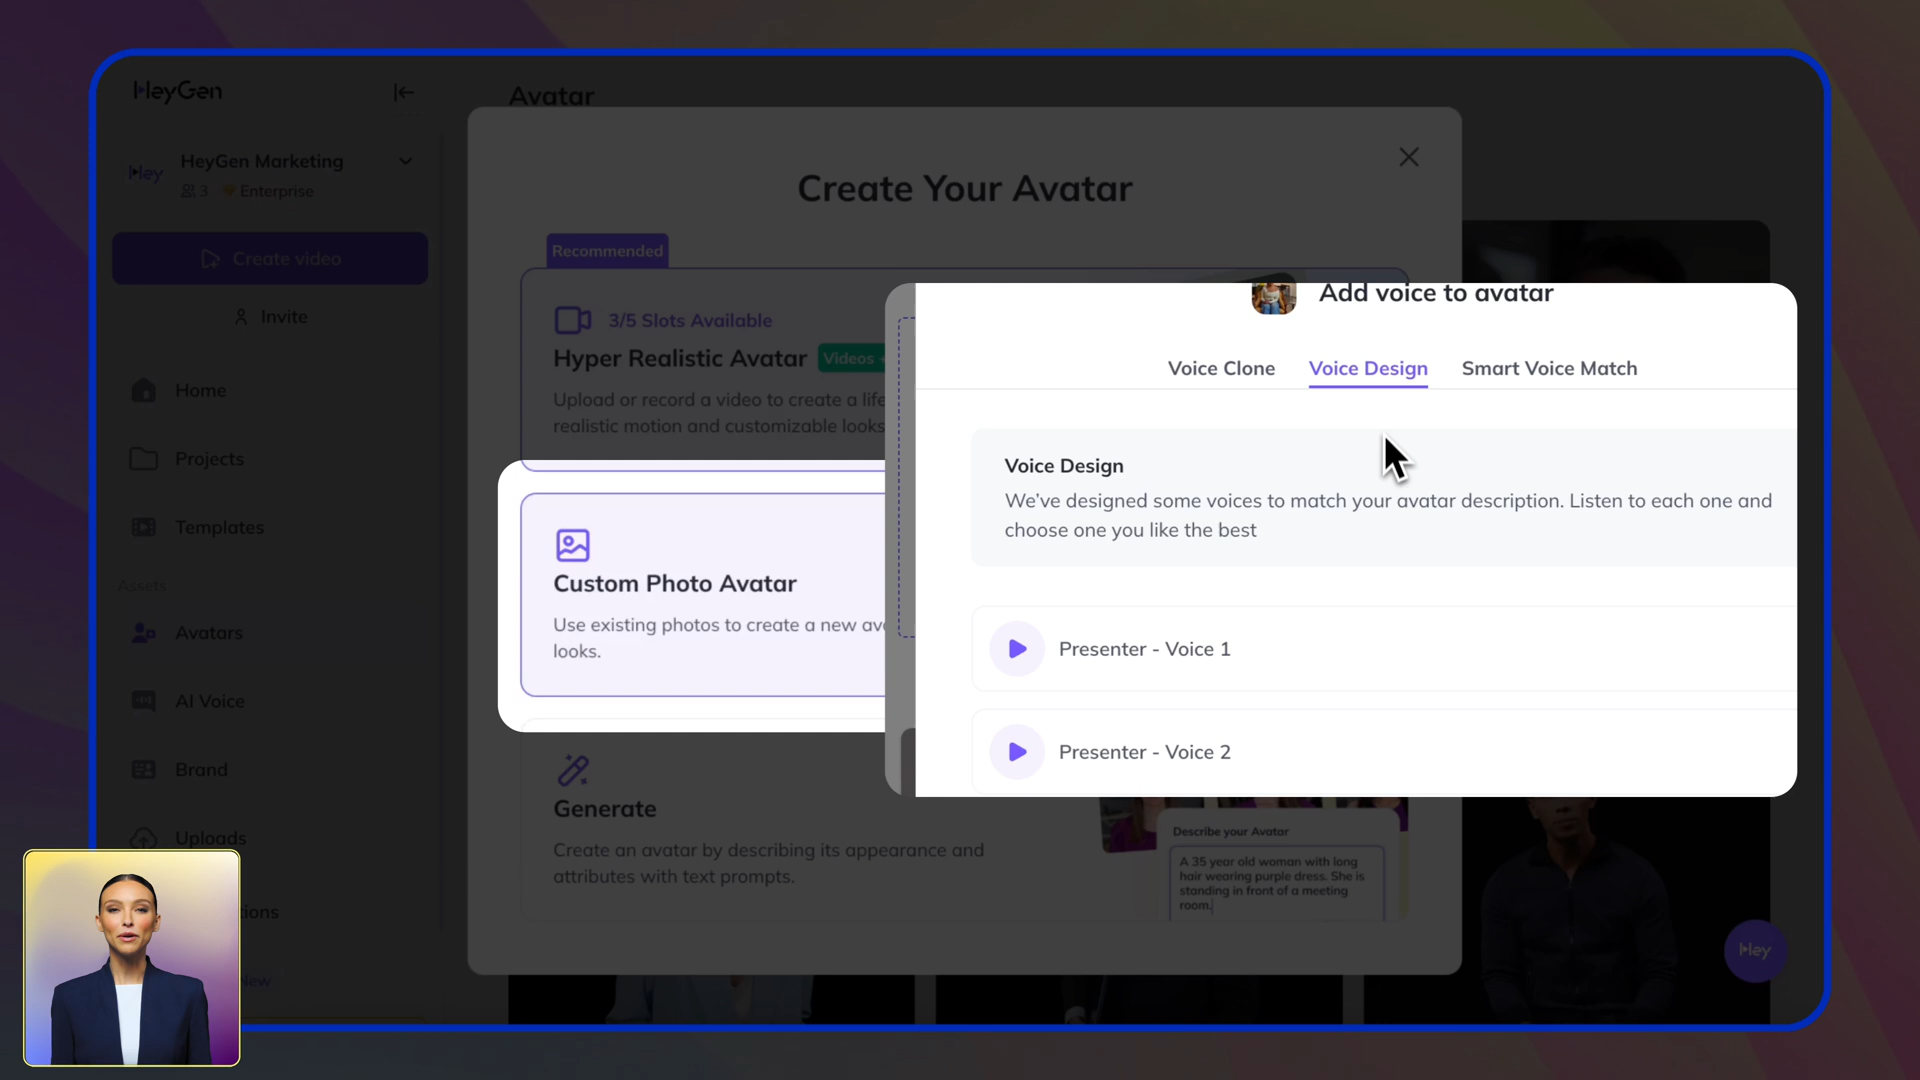 HeyGen
HeyGen Marketing
3 Enterprise
Create video
Invite
Home
Projects
Templates
Assets
Avatars
AI Voice
Brand
Uploads
tions
New
Avatar
Create Your Avatar
Recommended
3/5 Slots Available
Hyper Realistic Avatar
Videos
Upload or record a video to create a life
realistic motion and customizable looks
Custom Photo Avatar
Use existing photos to create a new av
looks.
Generate
Create an avatar by describing its appearance and
attributes with text prompts.
Describe your Avatar
A 35 year old woman with long
hair wearing purple dress. She is
standing in front of a meeting
room.
Add voice to avatar
Voice Clone
Voice Design
Smart Voice Match
Voice Design
We've designed some voices to match your avatar description. Listen to each one and
choose one you like the best
Presenter - Voice 1
Presenter - Voice 2
Hey
Hey